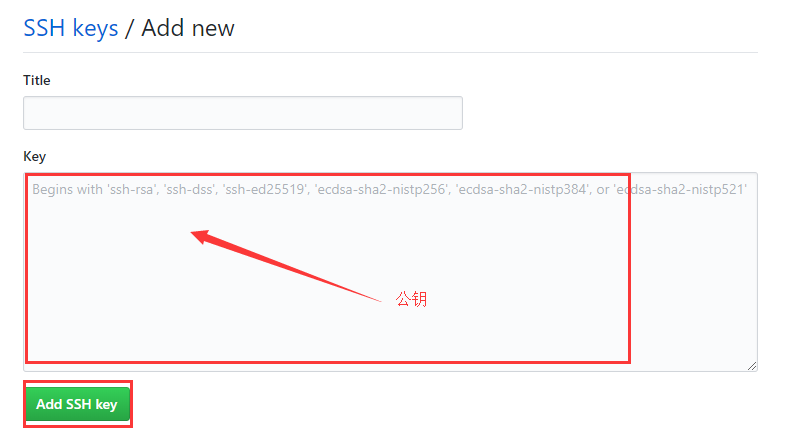 SSH keys / Add new
Title
Key
Begins with 'ssh-rsa', 'ssh-dss', 'ssh-ed25519', 'ecdsa-sha2-nistp256', 'ecdsa-sha2-nistp384', or 'ecdsa-sha2-nistp521'
公钥
Add SSH key